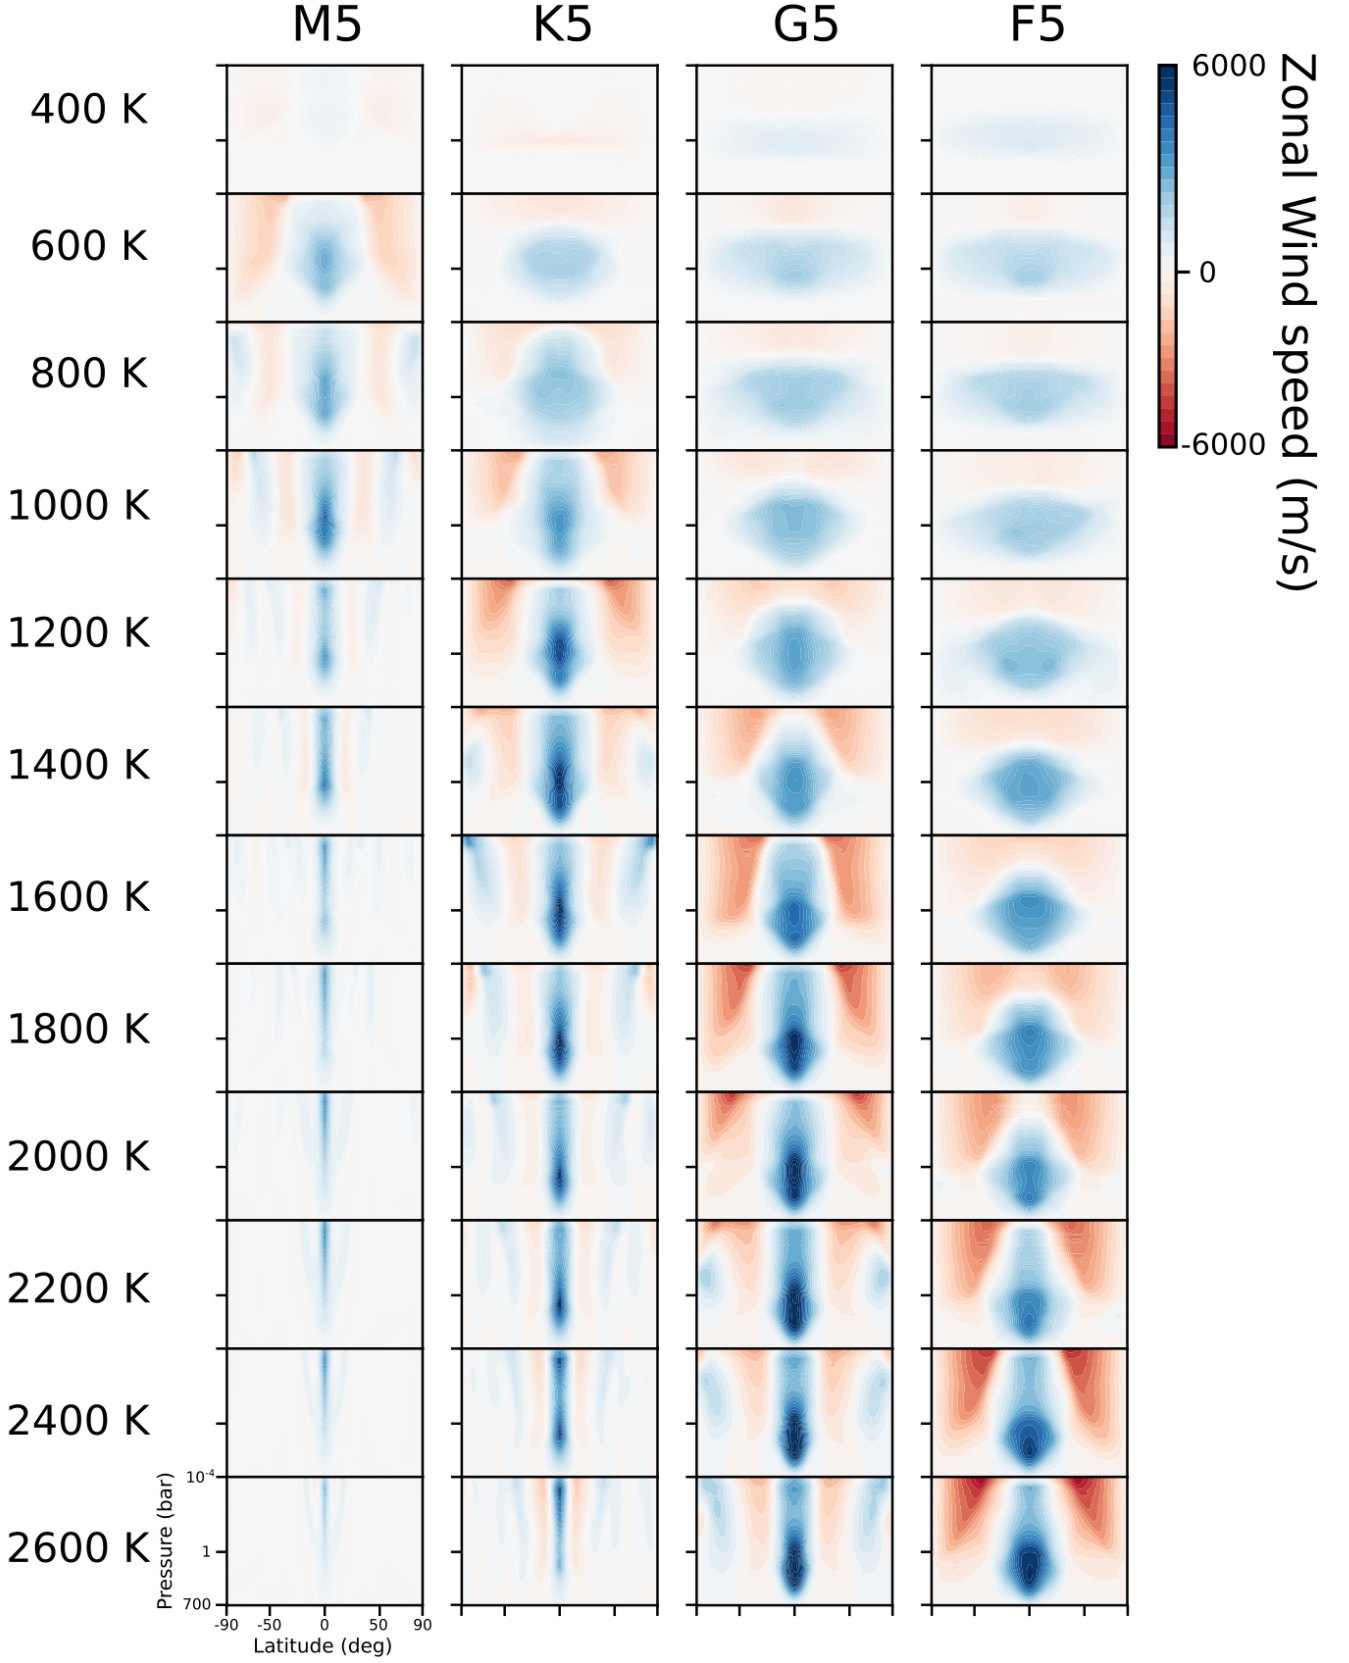 M5 K5 G5 F5
6000
0
-6000
Zonal Wind speed (m/s)
400 K
600 K
800 K
1000 K
1200 K
1400 K
1600 K
1800 K
2000 K
2200 K
2400 K
2600 K
Pressure (bar)
10⁻⁴
1
700
-90 -50 0 50 90
Latitude (deg)